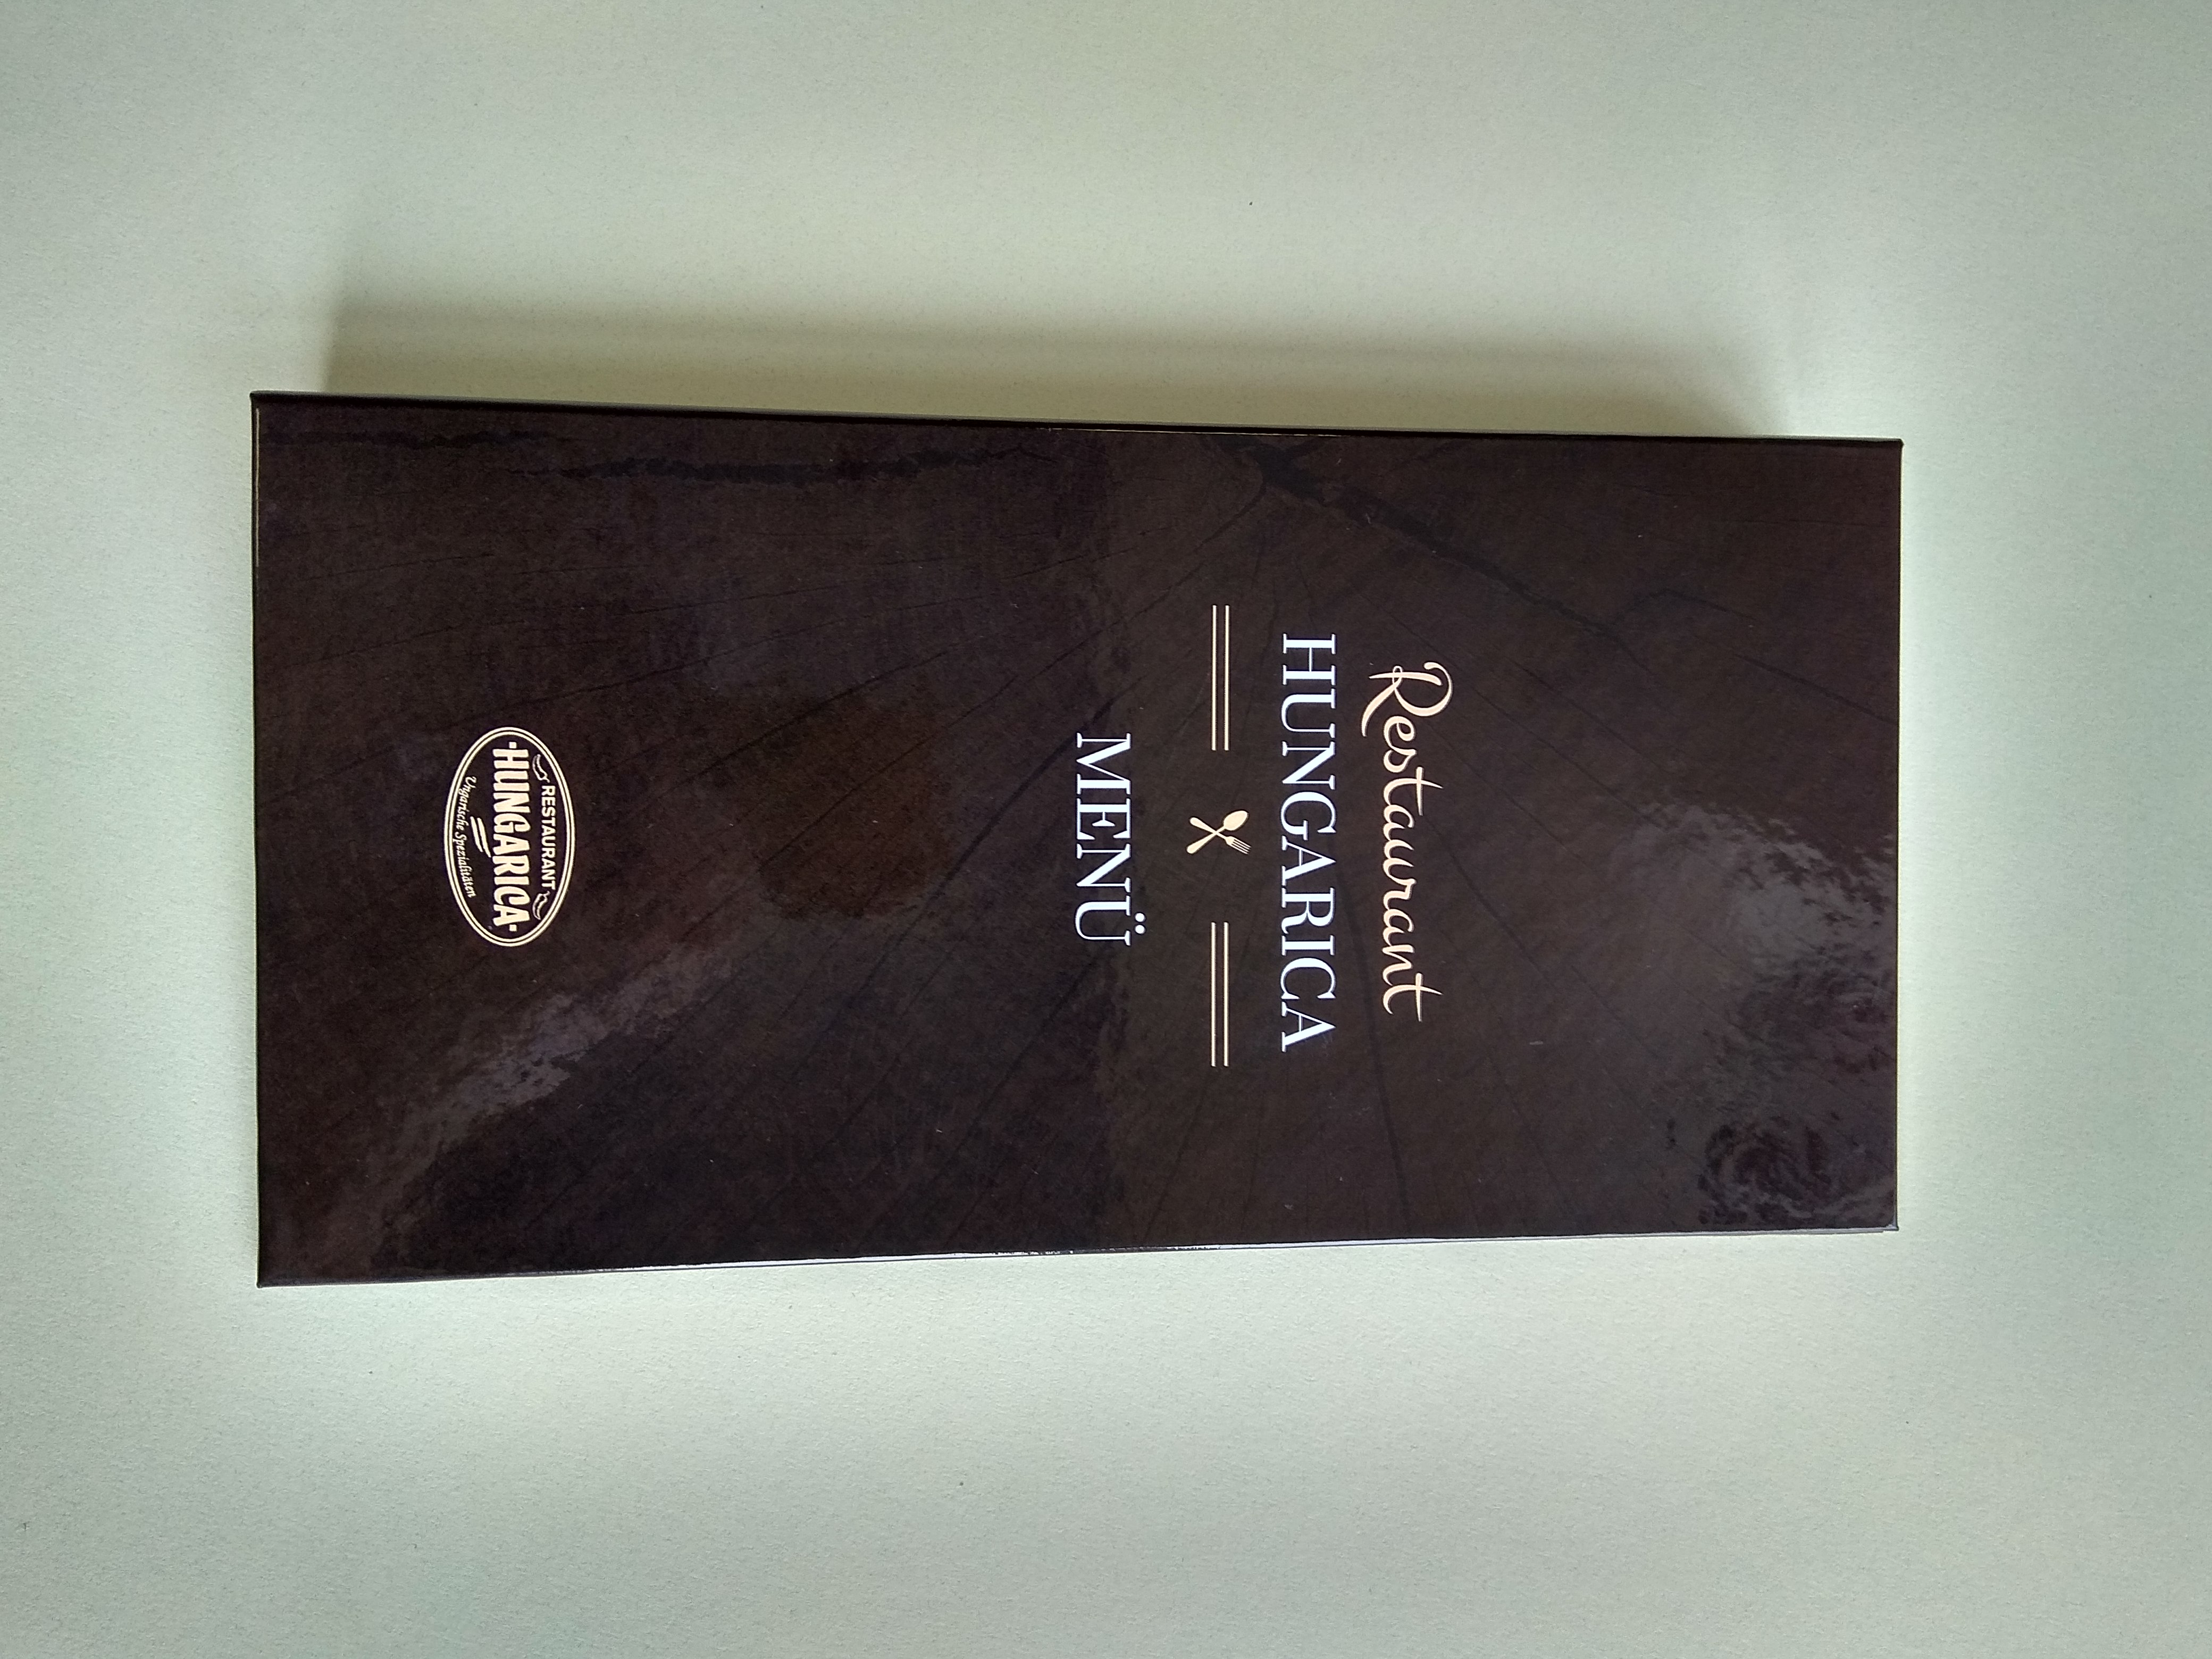 Restaurant
HUNGARICA
MENÜ
RESTAURANT
-HUNGARICA-
Ungarische Spezialitäten